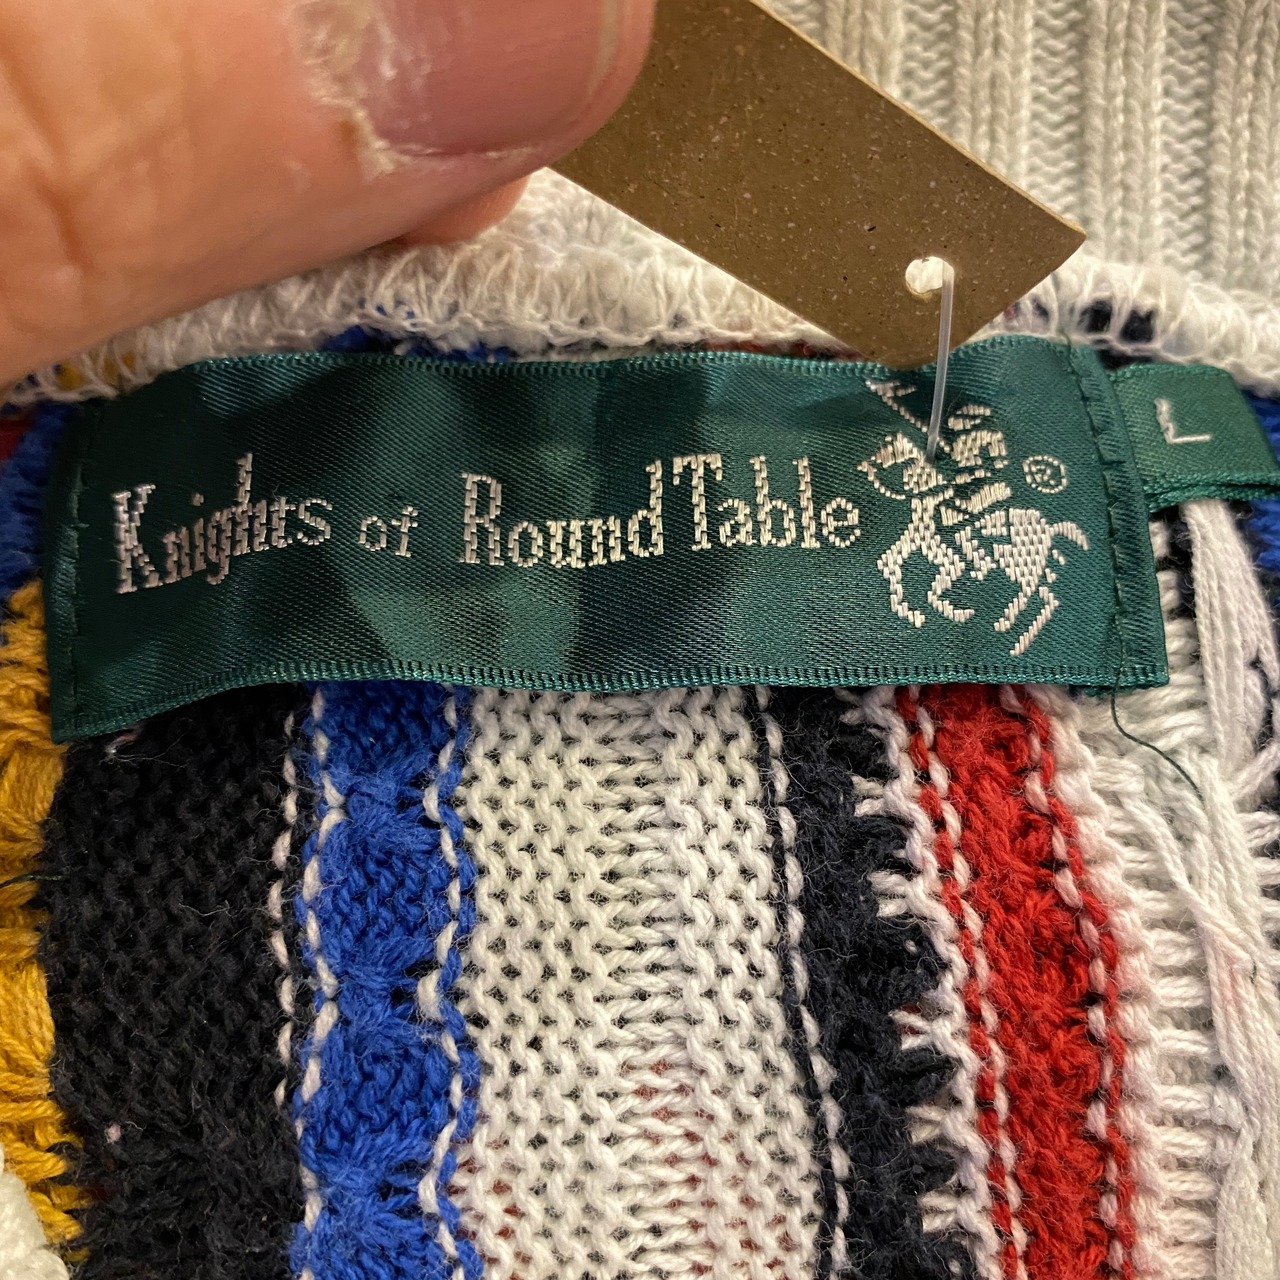 Knights of Round Table ®
L